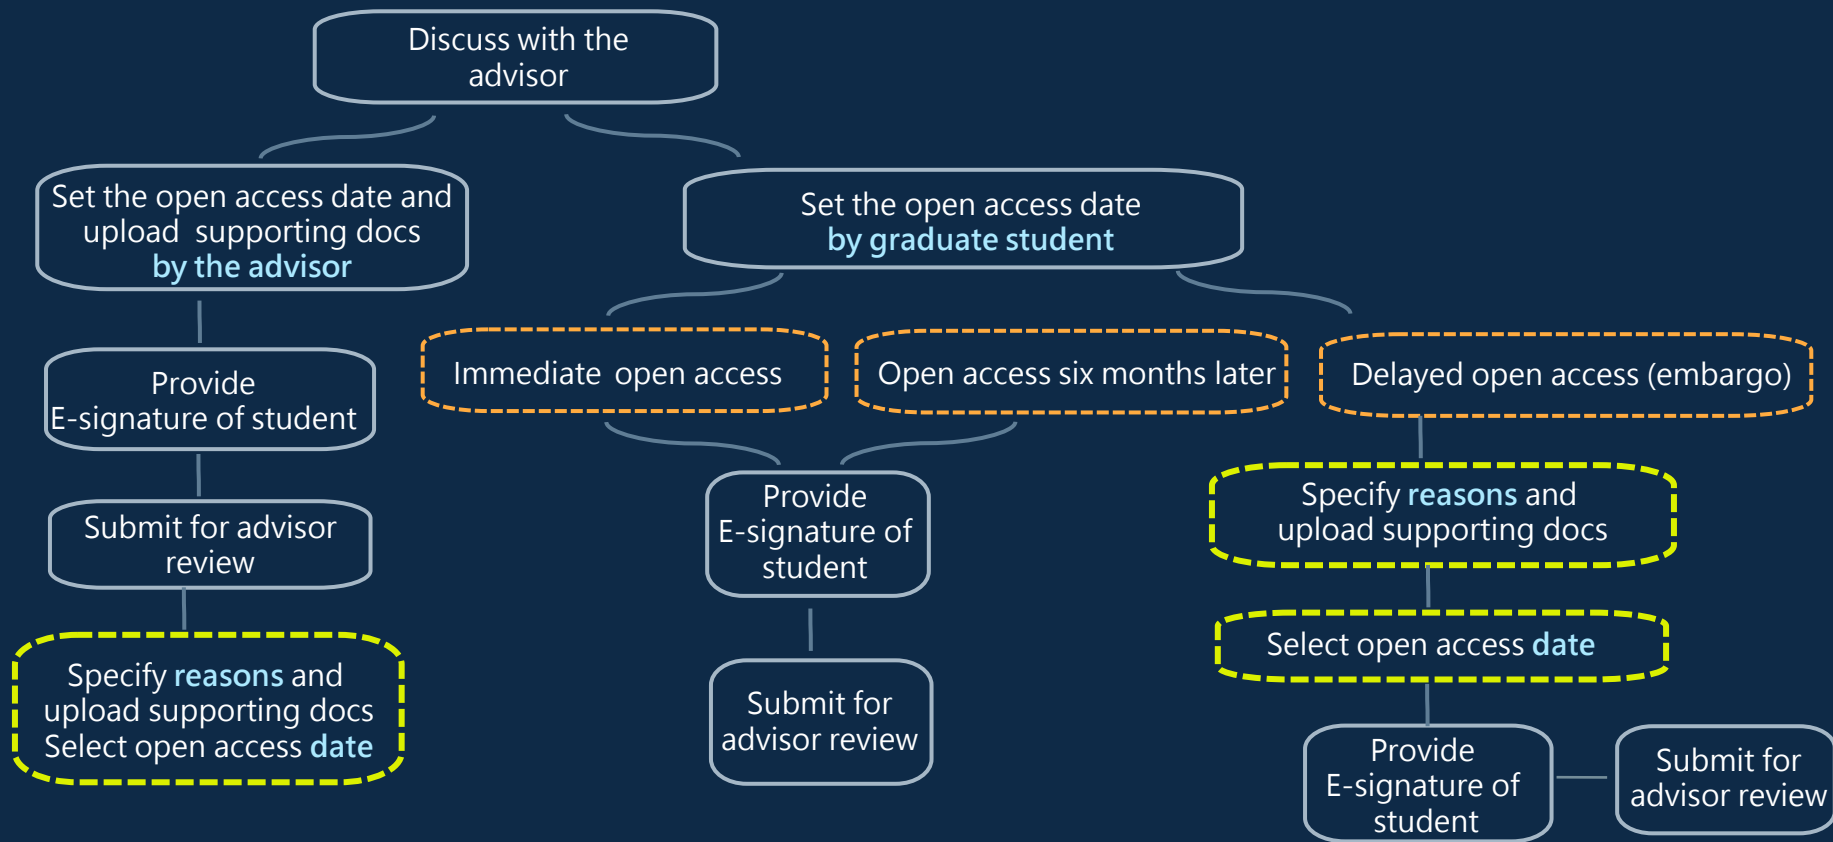 Discuss with the
advisor
Set the open access date and
upload supporting docs
by the advisor
Set the open access date
by graduate student
Provide
E-signature of student
Immediate open access
Open access six months later
Delayed open access (embargo)
Submit for advisor
review
Provide
E-signature of
student
Specify reasons and
upload supporting docs
Select open access date
Specify reasons and
upload supporting docs
Select open access date
Submit for
advisor review
Provide
E-signature of
student
Submit for
advisor review